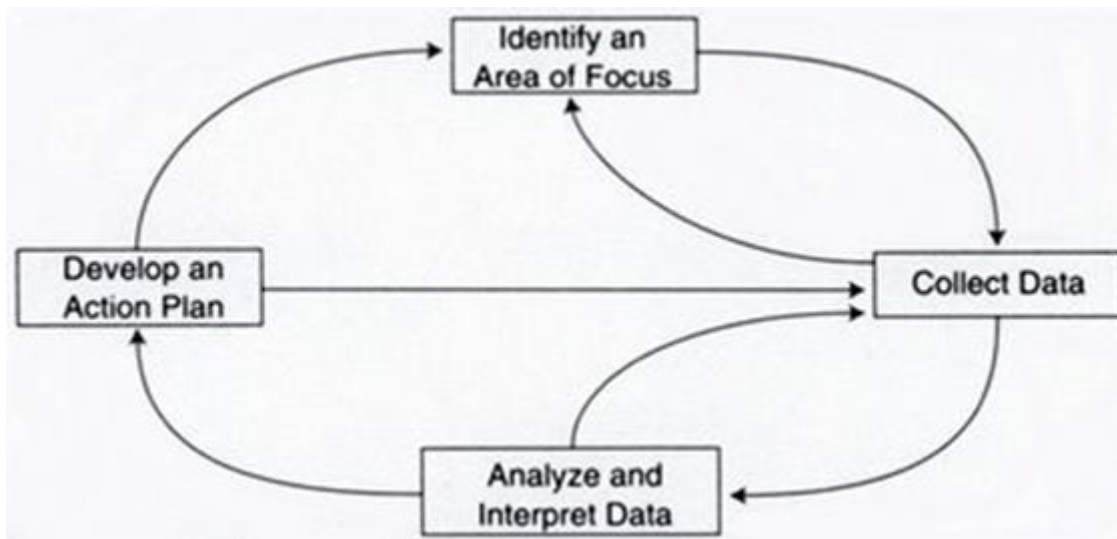 Identify an
Area of Focus
Develop an
Action Plan
Collect Data
Analyze and
Interpret Data